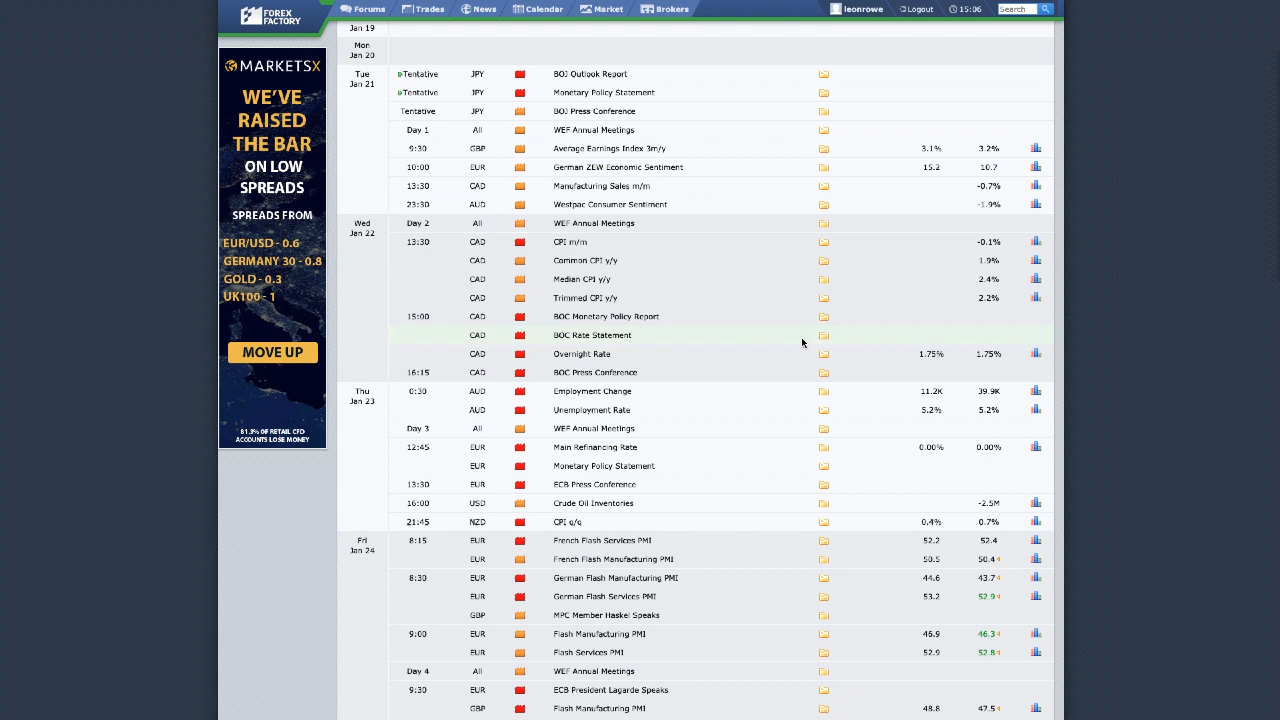 FOREX FACTORY
Forums Trades News Calendar Market Brokers leonrowe Logout 15:06 Search
MARKETSX
WE'VE
RAISED
THE BAR
ON LOW
SPREADS
SPREADS FROM
EUR/USD - 0.6
GERMANY 30 - 0.8
GOLD - 0.3
UK100 - 1
MOVE UP
81.3% OF RETAIL CFD
ACCOUNTS LOSE MONEY
Jan 19
Mon
Jan 20
Tue
Jan 21
Tentative JPY BOJ Outlook Report
Tentative JPY Monetary Policy Statement
Tentative JPY BOJ Press Conference
Day 1 All WEF Annual Meetings
9:30 GBP Average Earnings Index 3m/y 3.1% 3.2%
10:00 EUR German ZEW Economic Sentiment 15.2 10.7
13:30 CAD Manufacturing Sales m/m -0.7%
23:30 AUD Westpac Consumer Sentiment -1.9%
Wed
Jan 22
Day 2 All WEF Annual Meetings
13:30 CAD CPI m/m -0.1%
CAD Common CPI y/y 1.9%
CAD Median CPI y/y 2.4%
CAD Trimmed CPI y/y 2.2%
15:00 CAD BOC Monetary Policy Report
CAD BOC Rate Statement
CAD Overnight Rate 1.75% 1.75%
16:15 CAD BOC Press Conference
Thu
Jan 23
0:30 AUD Employment Change 11.2K 39.9K
AUD Unemployment Rate 5.2% 5.2%
Day 3 All WEF Annual Meetings
12:45 EUR Main Refinancing Rate 0.00% 0.00%
EUR Monetary Policy Statement
13:30 EUR ECB Press Conference
16:00 USD Crude Oil Inventories -2.5M
21:45 NZD CPI q/q 0.4% 0.7%
Fri
Jan 24
8:15 EUR French Flash Services PMI 52.2 52.4
EUR French Flash Manufacturing PMI 50.5 50.4
8:30 EUR German Flash Manufacturing PMI 44.6 43.7
EUR German Flash Services PMI 53.2 52.9
GBP MPC Member Haskel Speaks
9:00 EUR Flash Manufacturing PMI 46.9 46.3
EUR Flash Services PMI 52.9 52.8
Day 4 All WEF Annual Meetings
9:30 EUR ECB President Lagarde Speaks
GBP Flash Manufacturing PMI 48.8 47.5